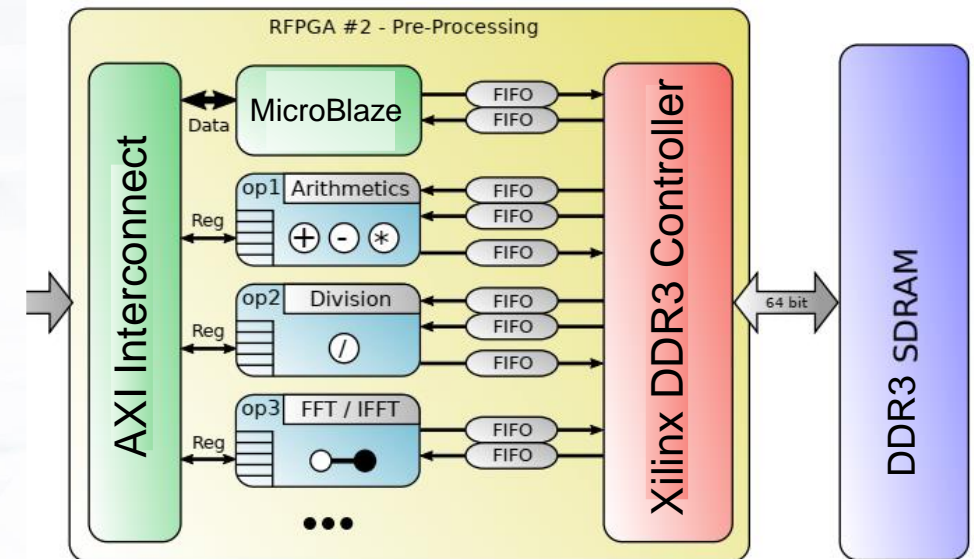 RFPGA #2 - Pre-Processing
AXI Interconnect
Data
MicroBlaze
FIFO
FIFO
Reg
op1 Arithmetics
+ - *
FIFO
FIFO
FIFO
Reg
op2 Division
/
FIFO
FIFO
FIFO
Reg
op3 FFT / IFFT
FIFO
FIFO
•••
Xilinx DDR3 Controller
64 bit
DDR3 SDRAM